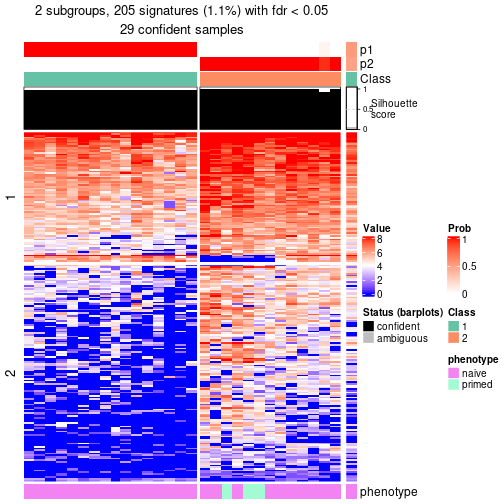 2 subgroups, 205 signatures (1.1%) with fdr < 0.05
29 confident samples
p1
p2
Class
1
0.5
0
Silhouette
score
1
2
Value
8
6
4
2
0
Prob
1
0.5
0
Status (barplots)
confident
ambiguous
Class
1
2
phenotype
naive
primed
phenotype